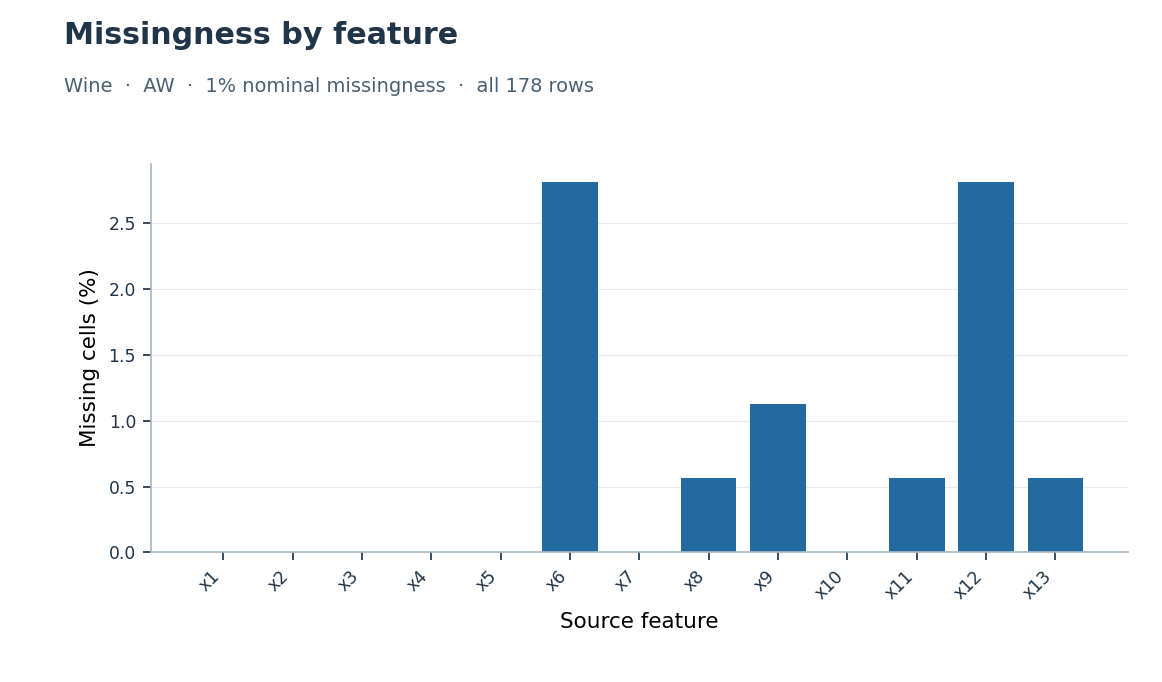 Missingness by feature
Wine · AW · 1% nominal missingness · all 178 rows
Missing cells (%)
2.5
2.0
1.5
1.0
0.5
0.0
x1 x2 x3 x4 x5 x6 x7 x8 x9 x10 x11 x12 x13
Source feature